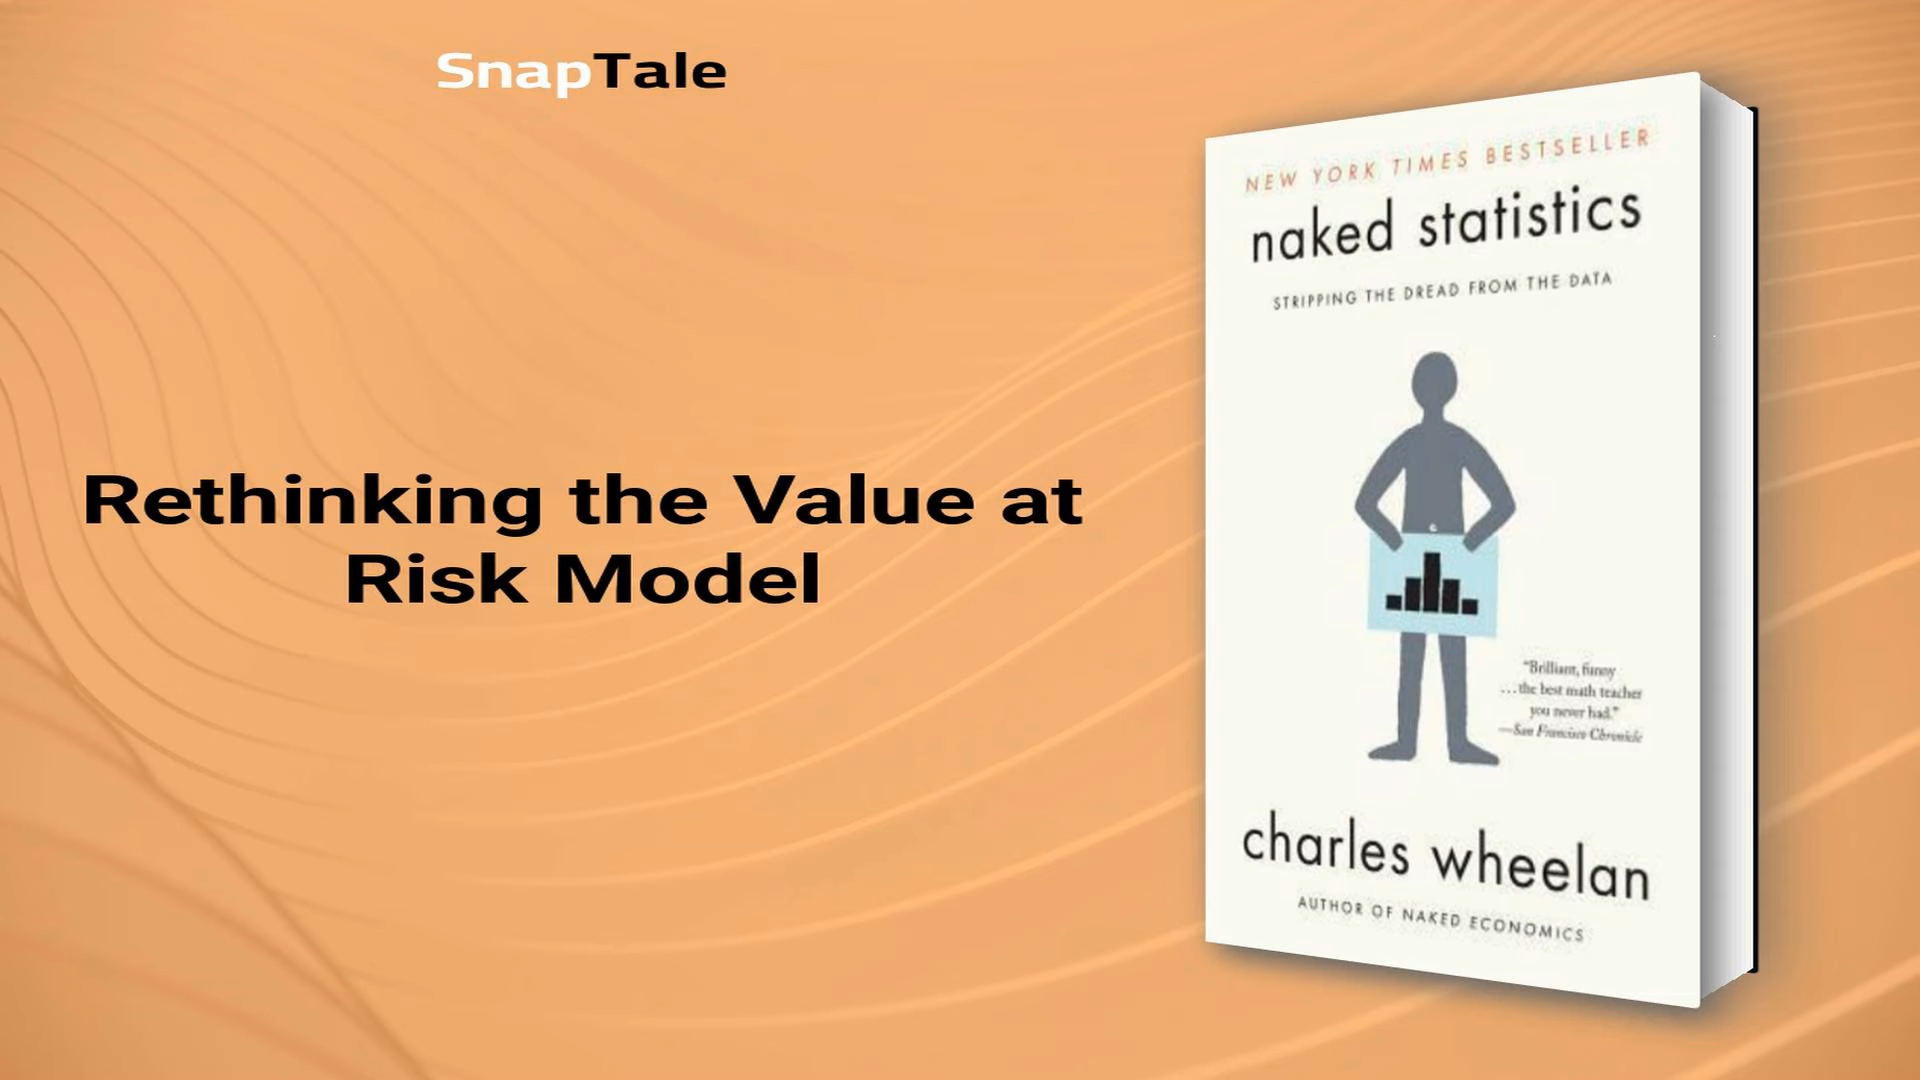 SnapTale
Rethinking the Value at
Risk Model
NEW YORK TIMES BESTSELLER
naked statistics
STRIPPING THE DREAD FROM THE DATA
"Brilliant, funny
...the best math teacher
you never had."
—San Francisco Chronicle
charles wheelan
AUTHOR OF NAKED ECONOMICS